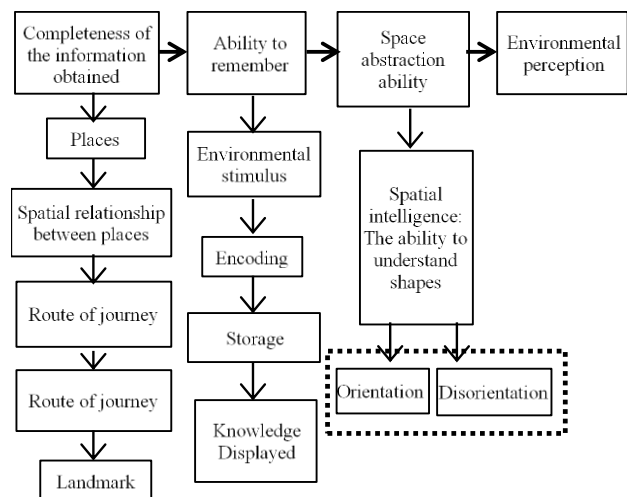 Completeness of
the information
obtained
Ability to
remember
Space
abstraction
ability
Environmental
perception
Places
Spatial relationship
between places
Route of journey
Route of journey
Landmark
Environmental
stimulus
Encoding
Storage
Knowledge
Displayed
Spatial
intelligence:
The ability to
understand
shapes
Orientation
Disorientation